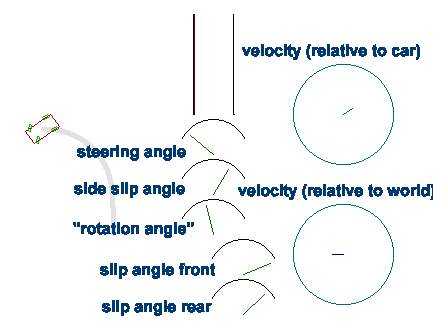 velocity (relative to car)
steering angle
side slip angle
velocity (relative to world)
"rotation angle"
slip angle front
slip angle rear